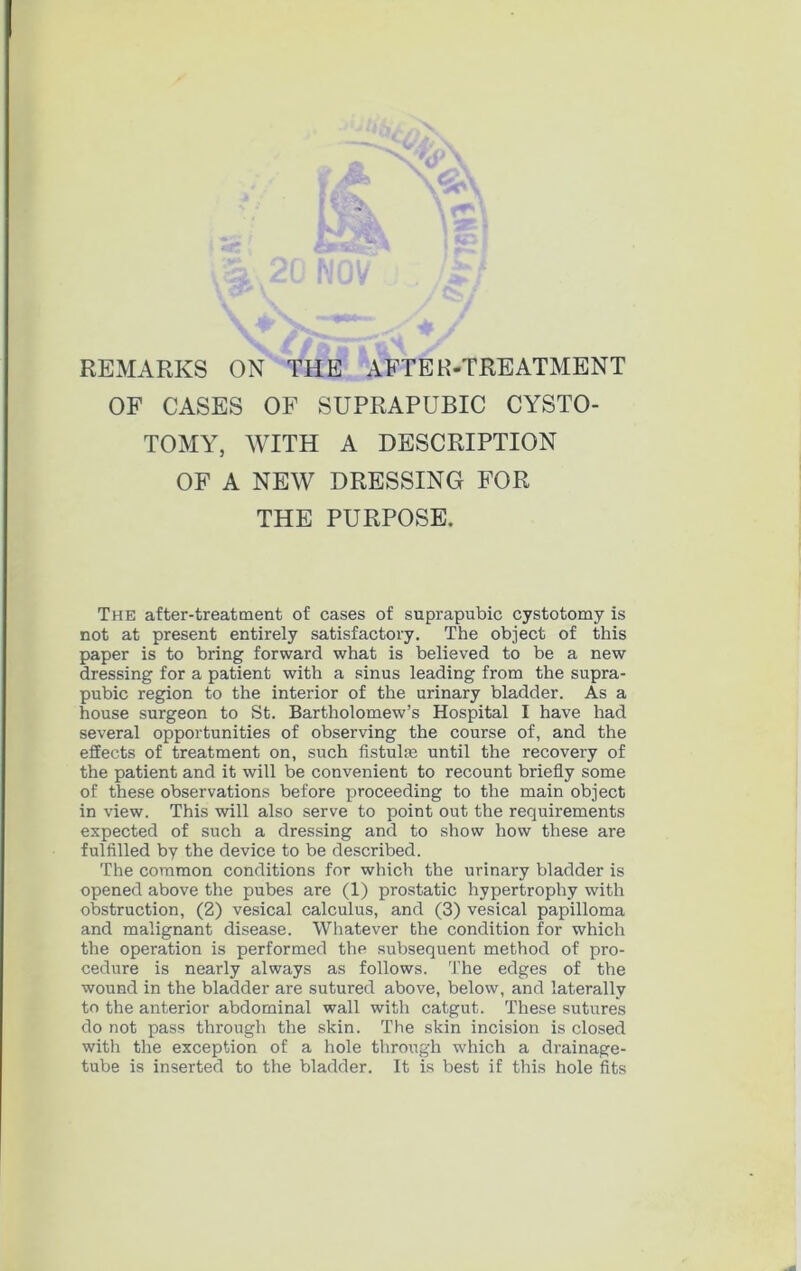 OF ENGLAND
20 NOV
REMARKS ON THE AFTER-TREATMENT
OF CASES OF SUPRAPUBIC CYSTO-
TOMY, WITH A DESCRIPTION
OF A NEW DRESSING FOR
THE PURPOSE.
THE after-treatment of cases of suprapubic cystotomy is
not at present entirely satisfactory. The object of this
paper is to bring forward what is believed to be a new
dressing for a patient with a sinus leading from the supra-
pubic region to the interior of the urinary bladder. As a
house surgeon to St. Bartholomew's Hospital I have had
several opportunities of observing the course of, and the
effects of treatment on, such fistulæ until the recovery of
the patient and it will be convenient to recount briefly some
of these observations before proceeding to the main object
in view. This will also serve to point out the requirements
expected of such a dressing and to show how these are
fulfilled by the device to be described.
The common conditions for which the urinary bladder is
opened above the pubes are (1) prostatic hypertrophy with
obstruction, (2) vesical calculus, and (3) vesical papilloma
and malignant disease. Whatever the condition for which
the operation is performed the subsequent method of pro-
cedure is nearly always as follows. The edges of the
wound in the bladder are sutured above, below, and laterally
to the anterior abdominal wall with catgut. These sutures
do not pass through the skin. The skin incision is closed
with the exception of a hole through which a drainage-
tube is inserted to the bladder. It is best if this hole fits